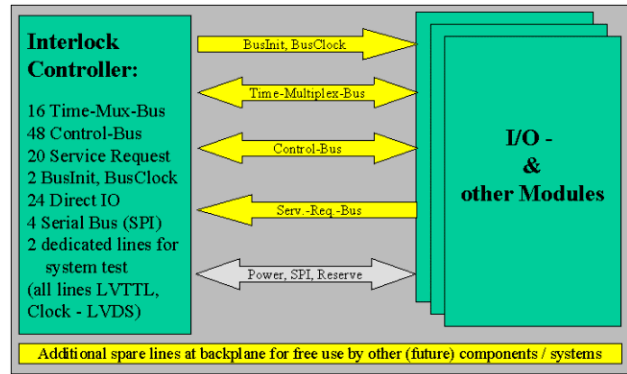 Interlock
Controller:
16 Time-Mux-Bus
48 Control-Bus
20 Service Request
2 BusInit, BusClock
24 Direct IO
4 Serial Bus (SPI)
2 dedicated lines for
system test
(all lines LVTTL,
Clock - LVDS)
BusInit, BusClock
Time-Multiplex-Bus
Control-Bus
Serv.-Req.-Bus
Power, SPI, Reserve
I/O -
&
other Modules
Additional spare lines at backplane for free use by other (future) components / systems